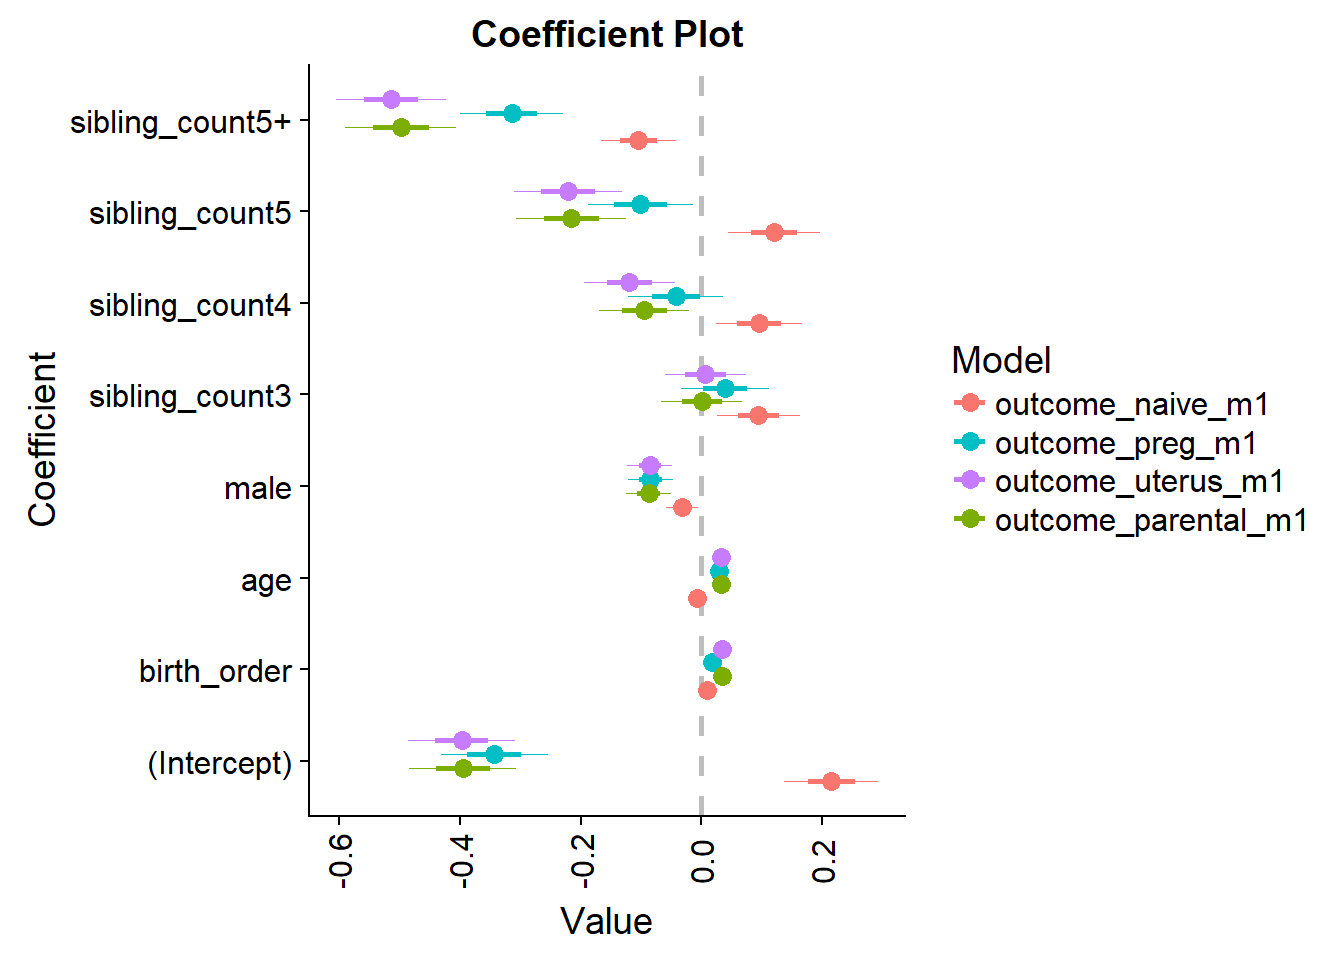 Coefficient Plot
Coefficient
sibling_count5+
sibling_count5
sibling_count4
sibling_count3
male
age
birth_order
(Intercept)
-0.6
-0.4
-0.2
0.0
0.2
Value
Model
outcome_naive_m1
outcome_preg_m1
outcome_uterus_m1
outcome_parental_m1